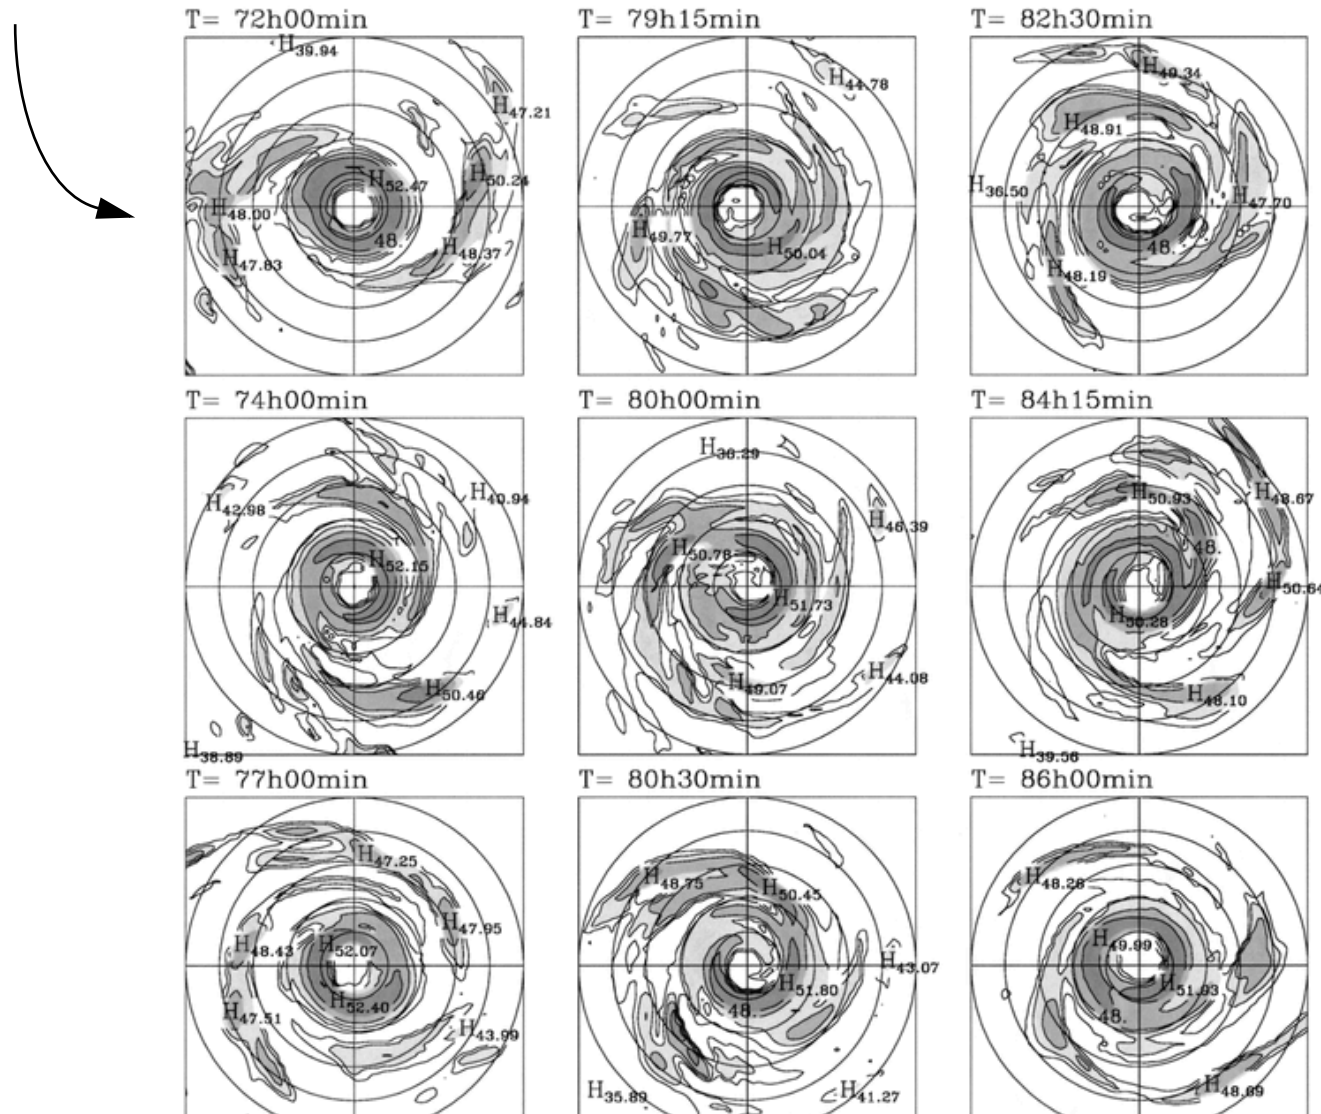 T= 72h00min
T= 79h15min
T= 82h30min
H39.94
H47.21
H52.47
H50.24
H48.00
48.
H48.37
H47.83
H44.78
H49.77
H50.04
H49.34
H48.91
H36.50
H47.70
48.
H48.19
T= 74h00min
T= 80h00min
T= 84h15min
H42.98
H40.94
H52.15
H44.84
H50.46
H38.89
H36.29
H46.39
H50.78
H51.73
H44.08
H49.07
H50.93
H48.67
48.
H50.64
H50.28
H48.10
H39.56
T= 77h00min
T= 80h30min
T= 86h00min
H47.25
H47.95
H48.43
H52.07
H52.40
H47.51
H43.99
H48.75
H50.45
H43.07
H51.80
48.
H35.89
H41.27
H48.28
H49.99
H51.93
48.
H48.69